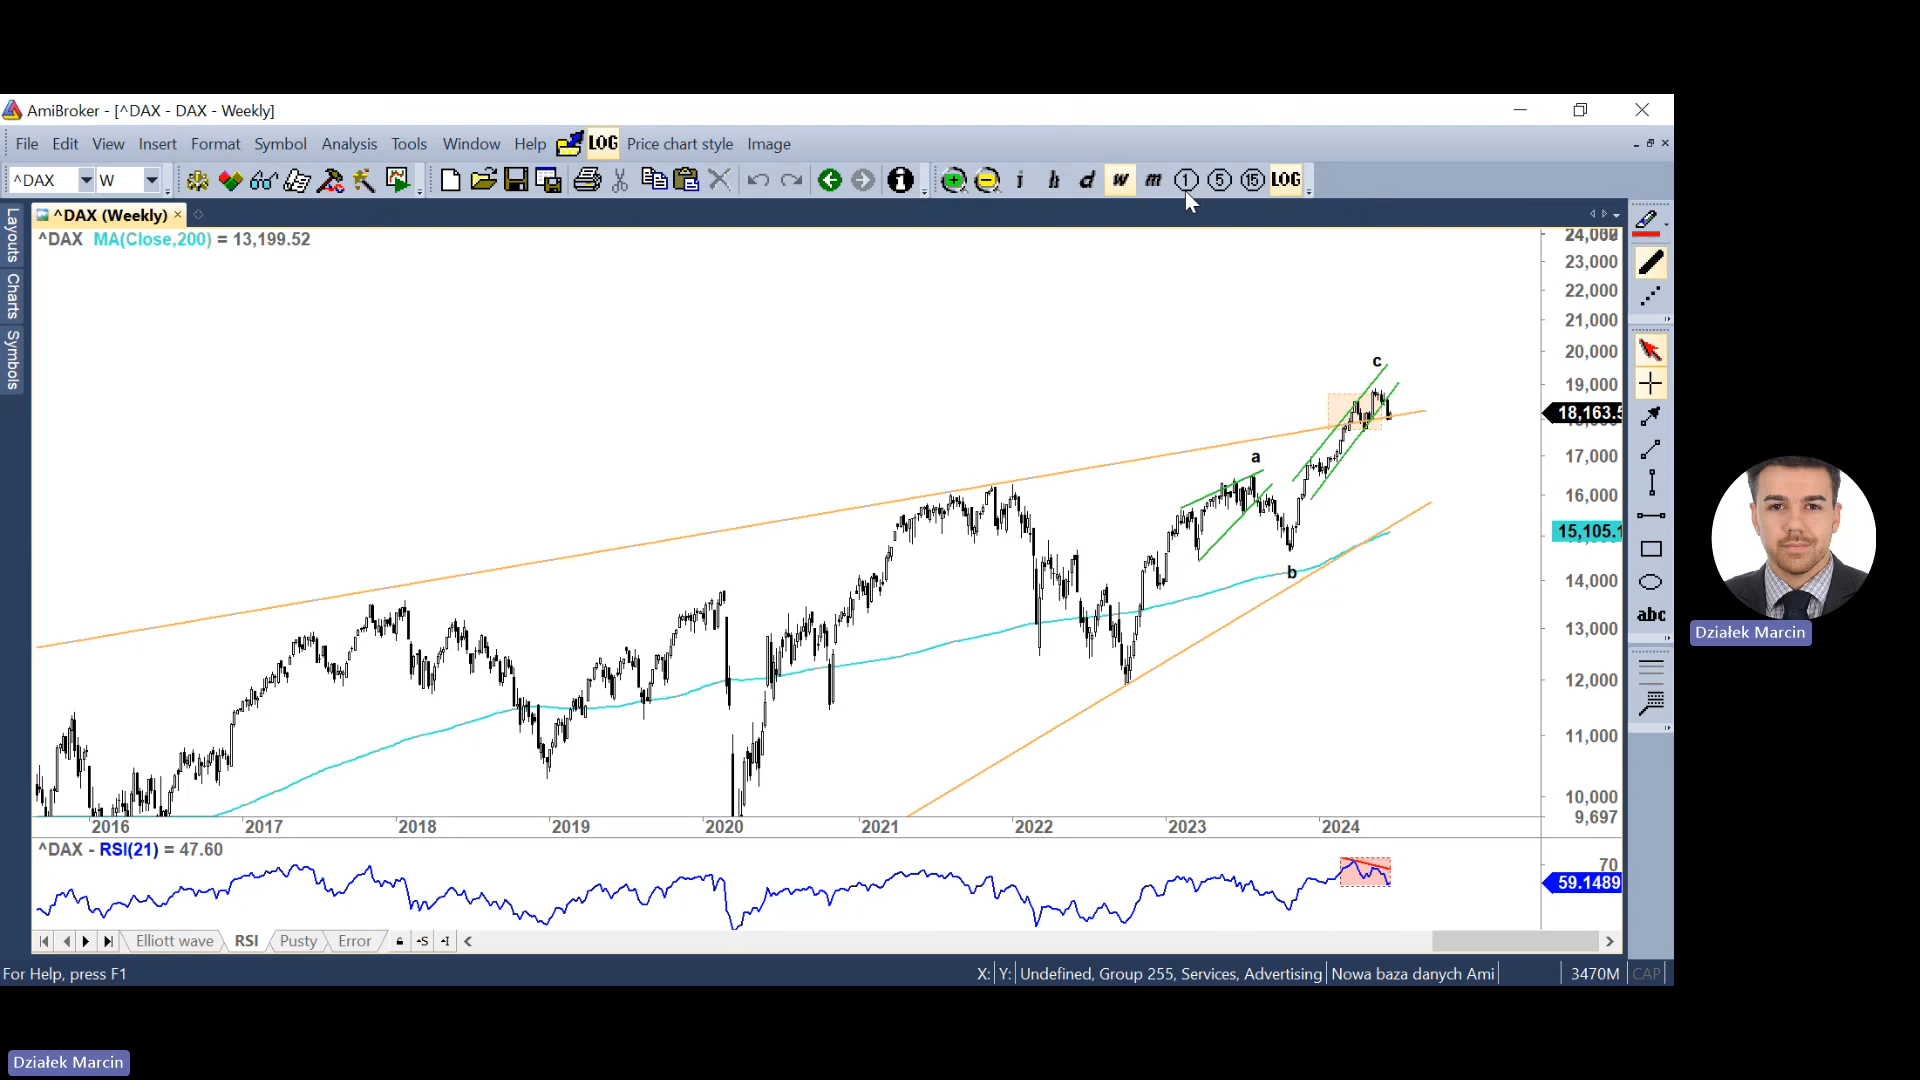 AmiBroker - [^DAX - DAX - Weekly]
File Edit View Insert Format Symbol Analysis Tools Window Help LOG Price chart style Image
^DAX W i h d w m 1 5 15 LOG
Layouts
Charts
Symbols
^DAX (Weekly)
^DAX MA(Close,200) = 13,199.52
23,000
22,000
21,000
20,000
19,000
18,163.5
17,000
16,000
15,105.1
14,000
13,000
12,000
11,000
10,000
9,697
c
a
b
2016 2017 2018 2019 2020 2021 2022 2023 2024
^DAX - RSI(21) = 47.60
70
59.1489
Elliott wave RSI Pusty Error
For Help, press F1
X: Y: Undefined, Group 255, Services, Advertising Nowa baza danych Ami 3470M CAP
abc
Działek Marcin
Działek Marcin